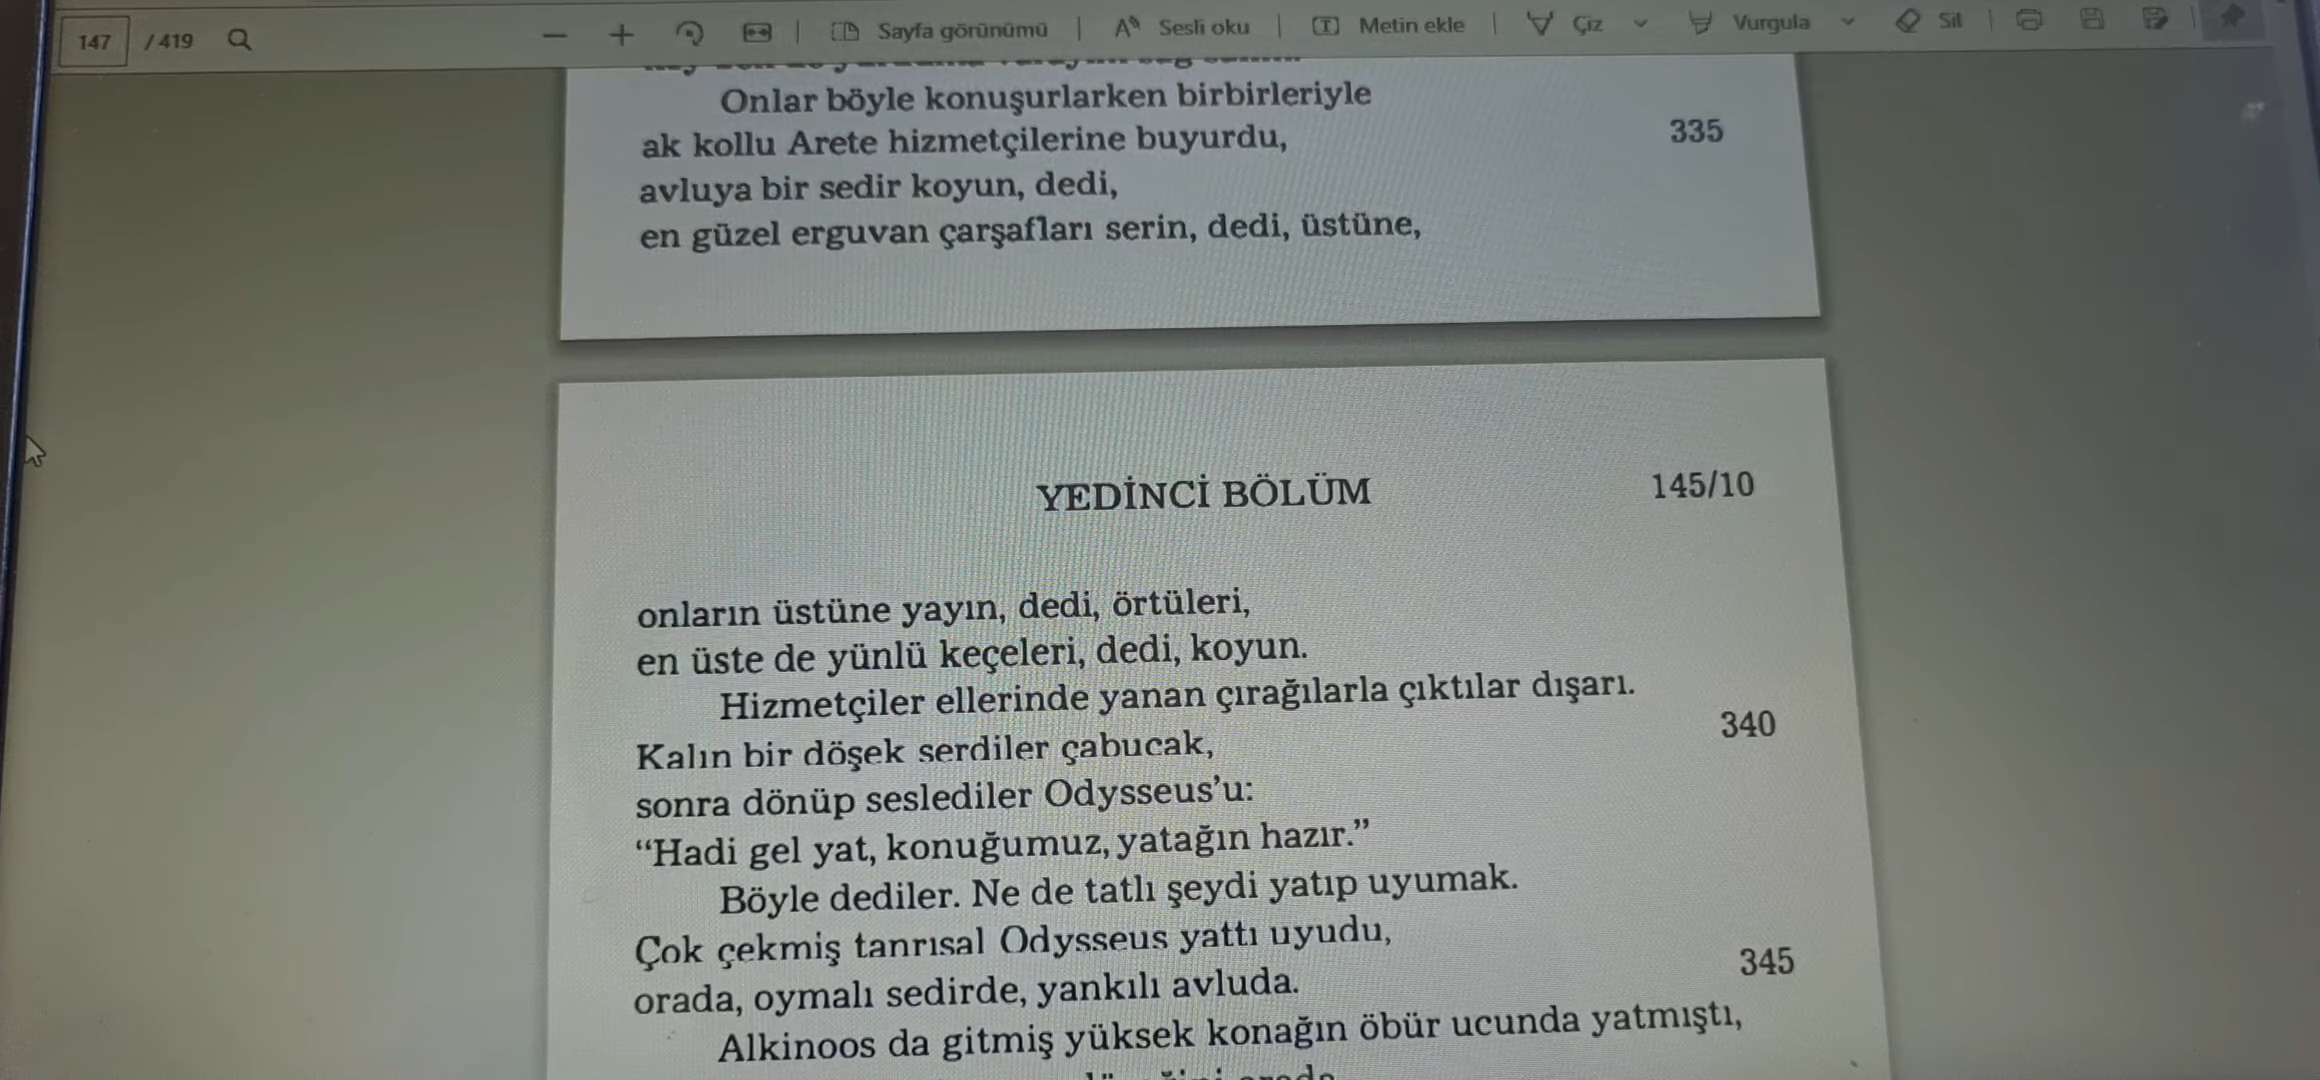 147 / 419 Sayfa görünümü Sesli oku Metin ekle Çiz Vurgula Sil
Onlar böyle konuşurlarken birbirleriyle
ak kollu Arete hizmetçilerine buyurdu, 335
avluya bir sedir koyun, dedi,
en güzel erguvan çarşafları serin, dedi, üstüne,
YEDİNCİ BÖLÜM 145/10
onların üstüne yayın, dedi, örtüleri,
en üste de yünlü keçeleri, dedi, koyun.
Hizmetçiler ellerinde yanan çırağılarla çıktılar dışarı.
Kalın bir döşek serdiler çabucak, 340
sonra dönüp seslediler Odysseus’u:
“Hadi gel yat, konuğumuz, yatağın hazır.”
Böyle dediler. Ne de tatlı şeydi yatıp uyumak.
Çok çekmiş tanrısal Odysseus yattı uyudu,
orada, oymalı sedirde, yankılı avluda. 345
Alkinoos da gitmiş yüksek konağın öbür ucunda yatmıştı,